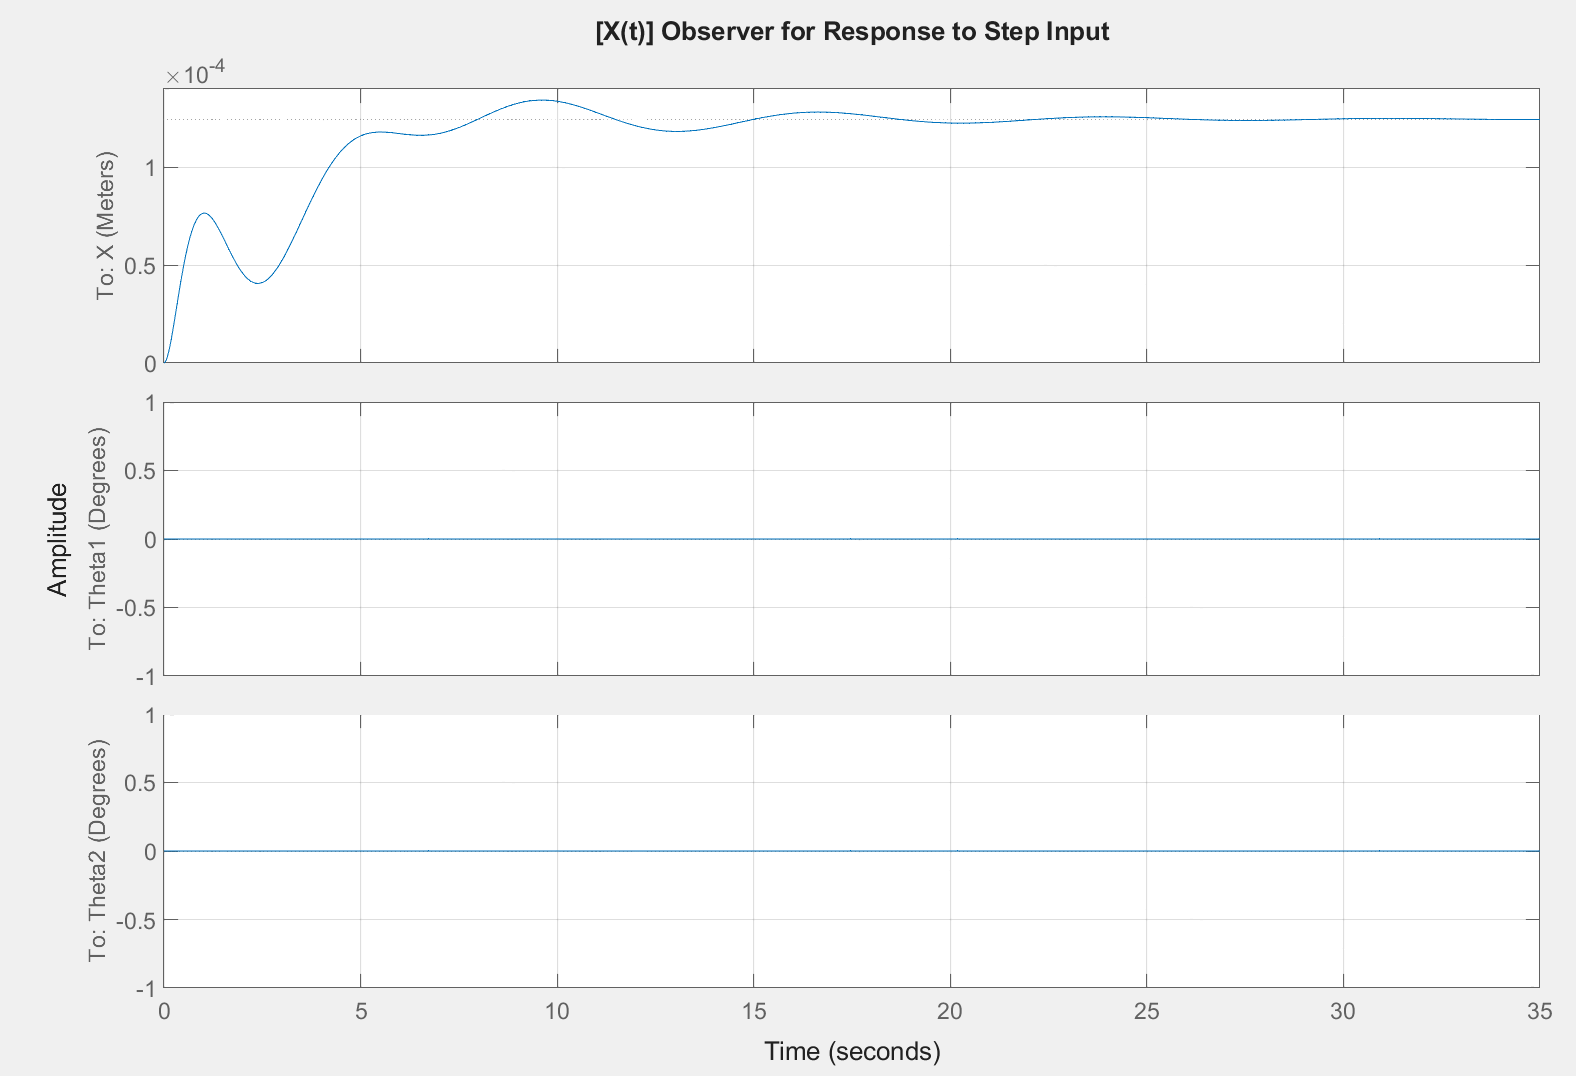 [X(t)] Observer for Response to Step Input
×10⁻⁴
To: X (Meters)
1
0.5
0
Amplitude
To: Theta1 (Degrees)
1
0.5
0
-0.5
-1
To: Theta2 (Degrees)
1
0.5
0
-0.5
-1
0 5 10 15 20 25 30 35
Time (seconds)